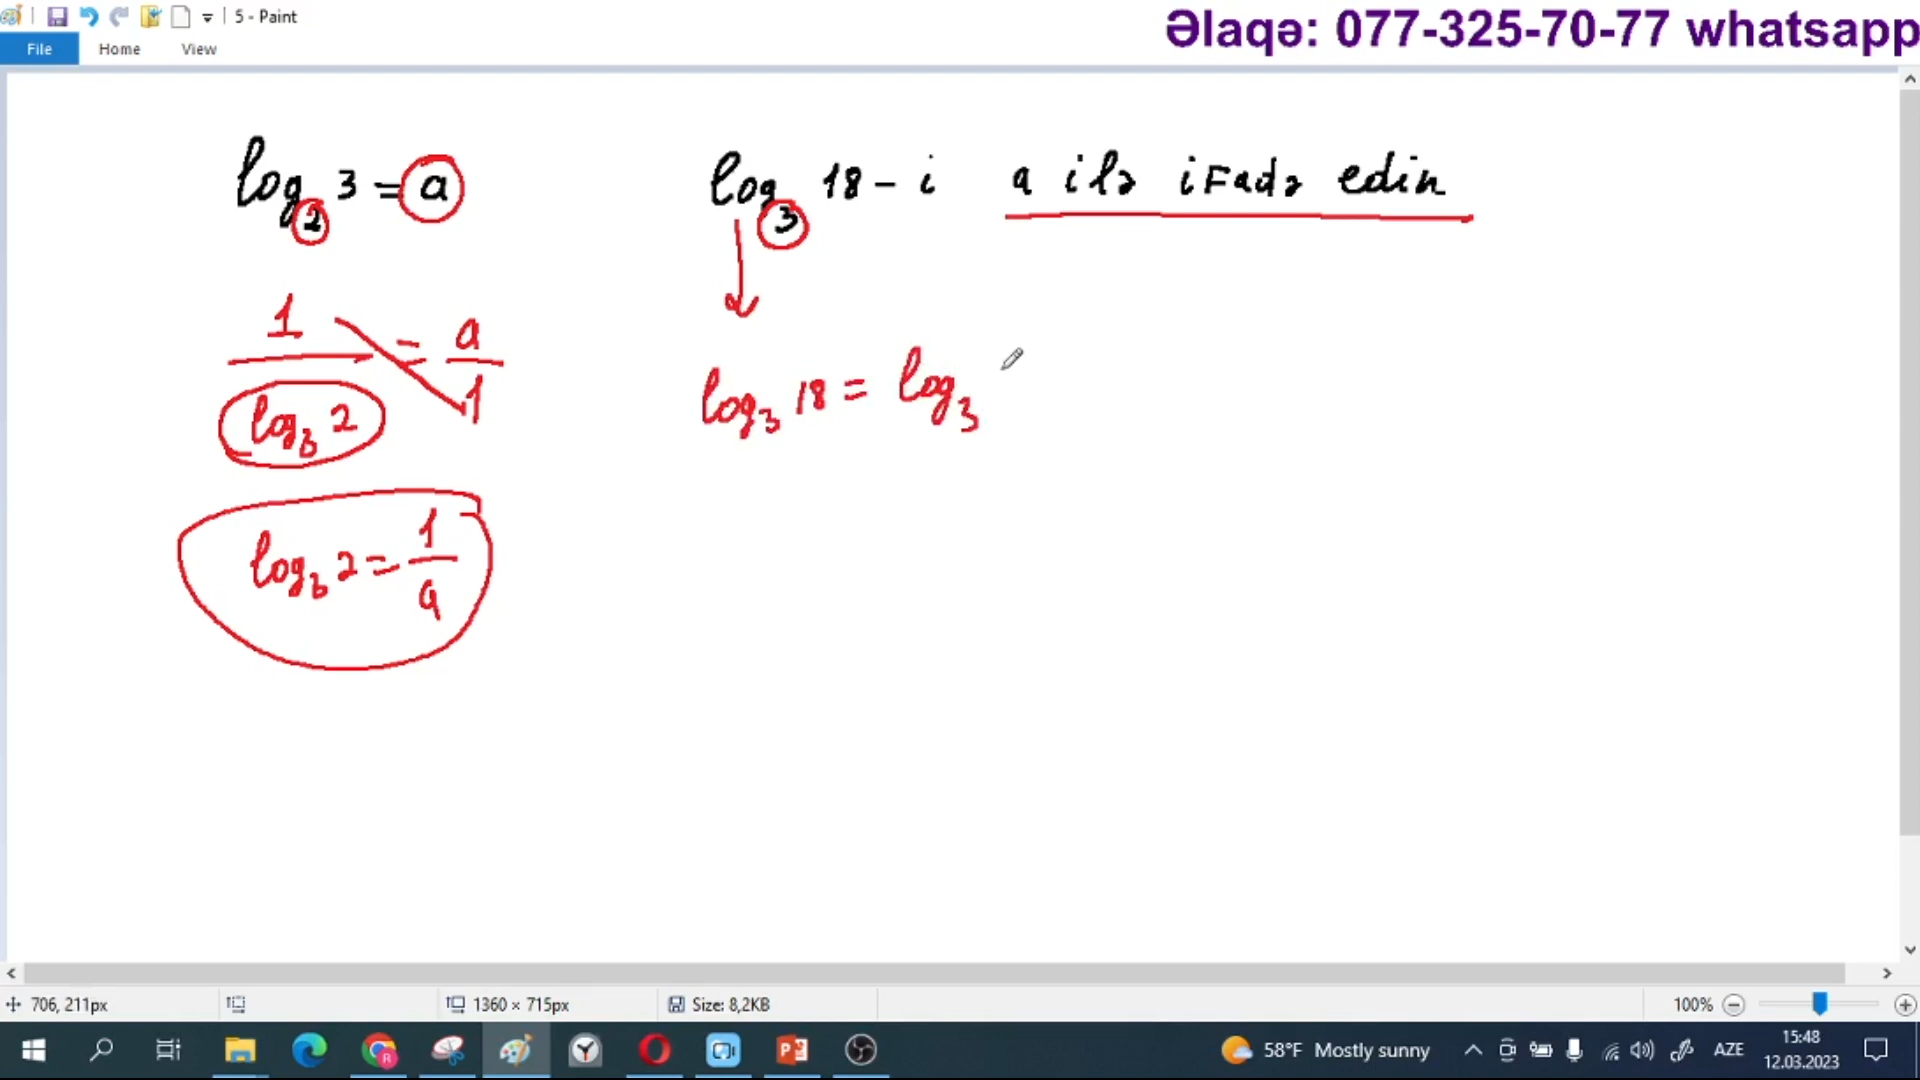 5 - Paint
Əlaqə: 077-325-70-77 whatsapp
File Home View
log₂ 3 = a
log₃ 18 - i a ilə ifadə edin
1 = a
log₃ 2 1
log₃ 18 = log₃
log₃ 2 = 1
a
706, 211px
1360 × 715px
Size: 8,2KB
100%
58°F Mostly sunny
AZE
15:48
12.03.2023